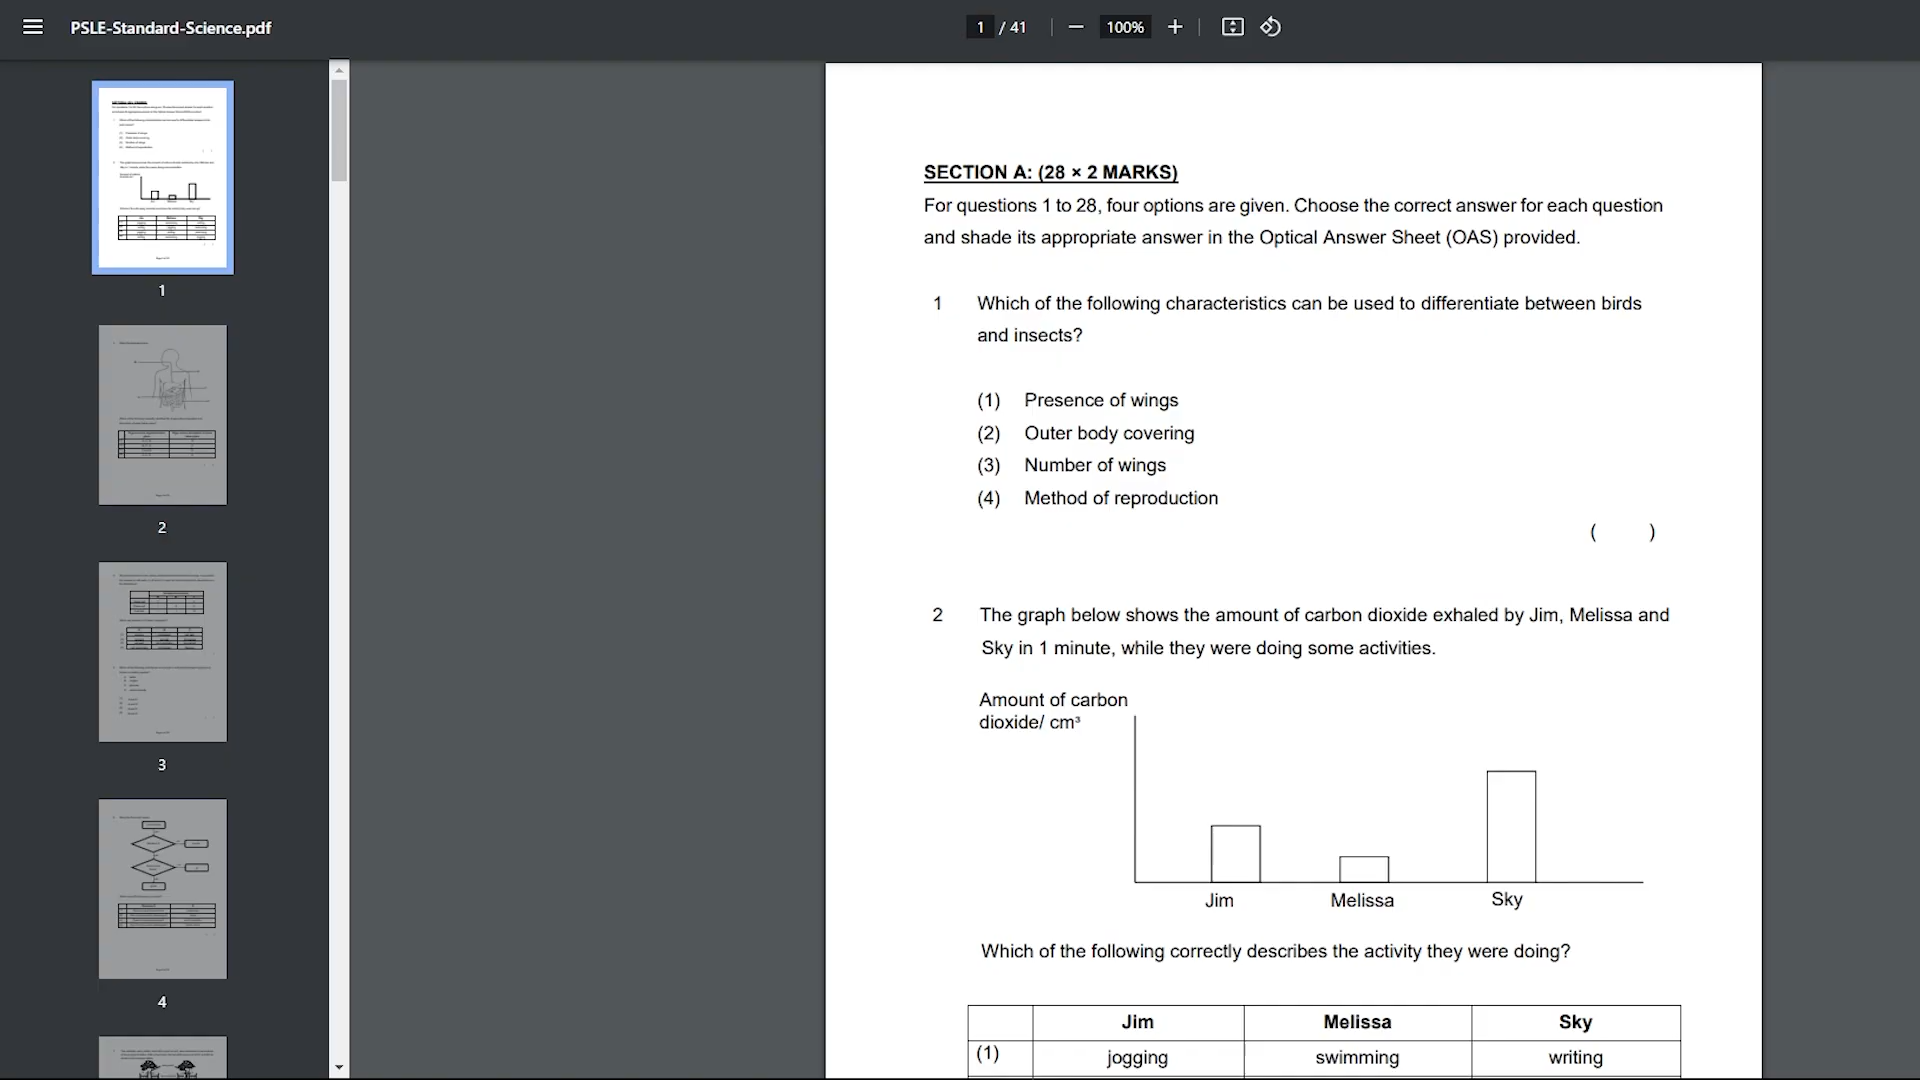 PSLE-Standard-Science.pdf
1 / 41
100%
1
2
3
4
SECTION A: (28 × 2 MARKS)
For questions 1 to 28, four options are given. Choose the correct answer for each question
and shade its appropriate answer in the Optical Answer Sheet (OAS) provided.
1 Which of the following characteristics can be used to differentiate between birds
and insects?
(1) Presence of wings
(2) Outer body covering
(3) Number of wings
(4) Method of reproduction
( )
2 The graph below shows the amount of carbon dioxide exhaled by Jim, Melissa and
Sky in 1 minute, while they were doing some activities.
Amount of carbon
dioxide/ cm³
Jim Melissa Sky
Which of the following correctly describes the activity they were doing?
Jim Melissa Sky
(1) jogging swimming writing